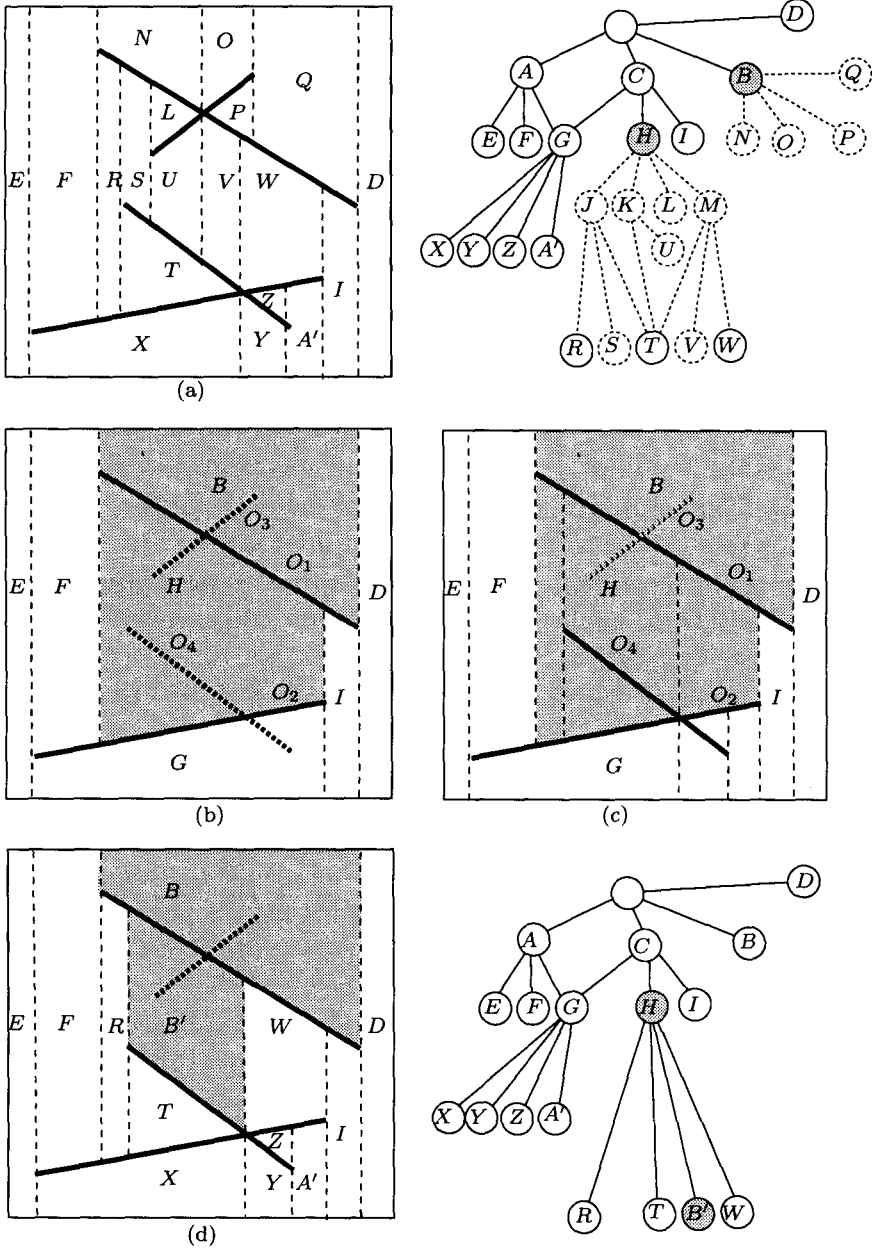 N O
Q
L P
E F R S U V W D
T
I
Z
X Y A'
(a)
D
A C B Q
E F G H I N O P
J K L M
X Y Z A' U
R S T V W
B
O₃
H O₁
E F D
O₄
O₂ I
G
(b)
B
O₃
H O₁
E F D
O₄
O₂ I
G
(c)
B
E F R B' W D
T Z I
X Y A'
(d)
D
A C B
E F G H I
X Y Z A'
R T B' W